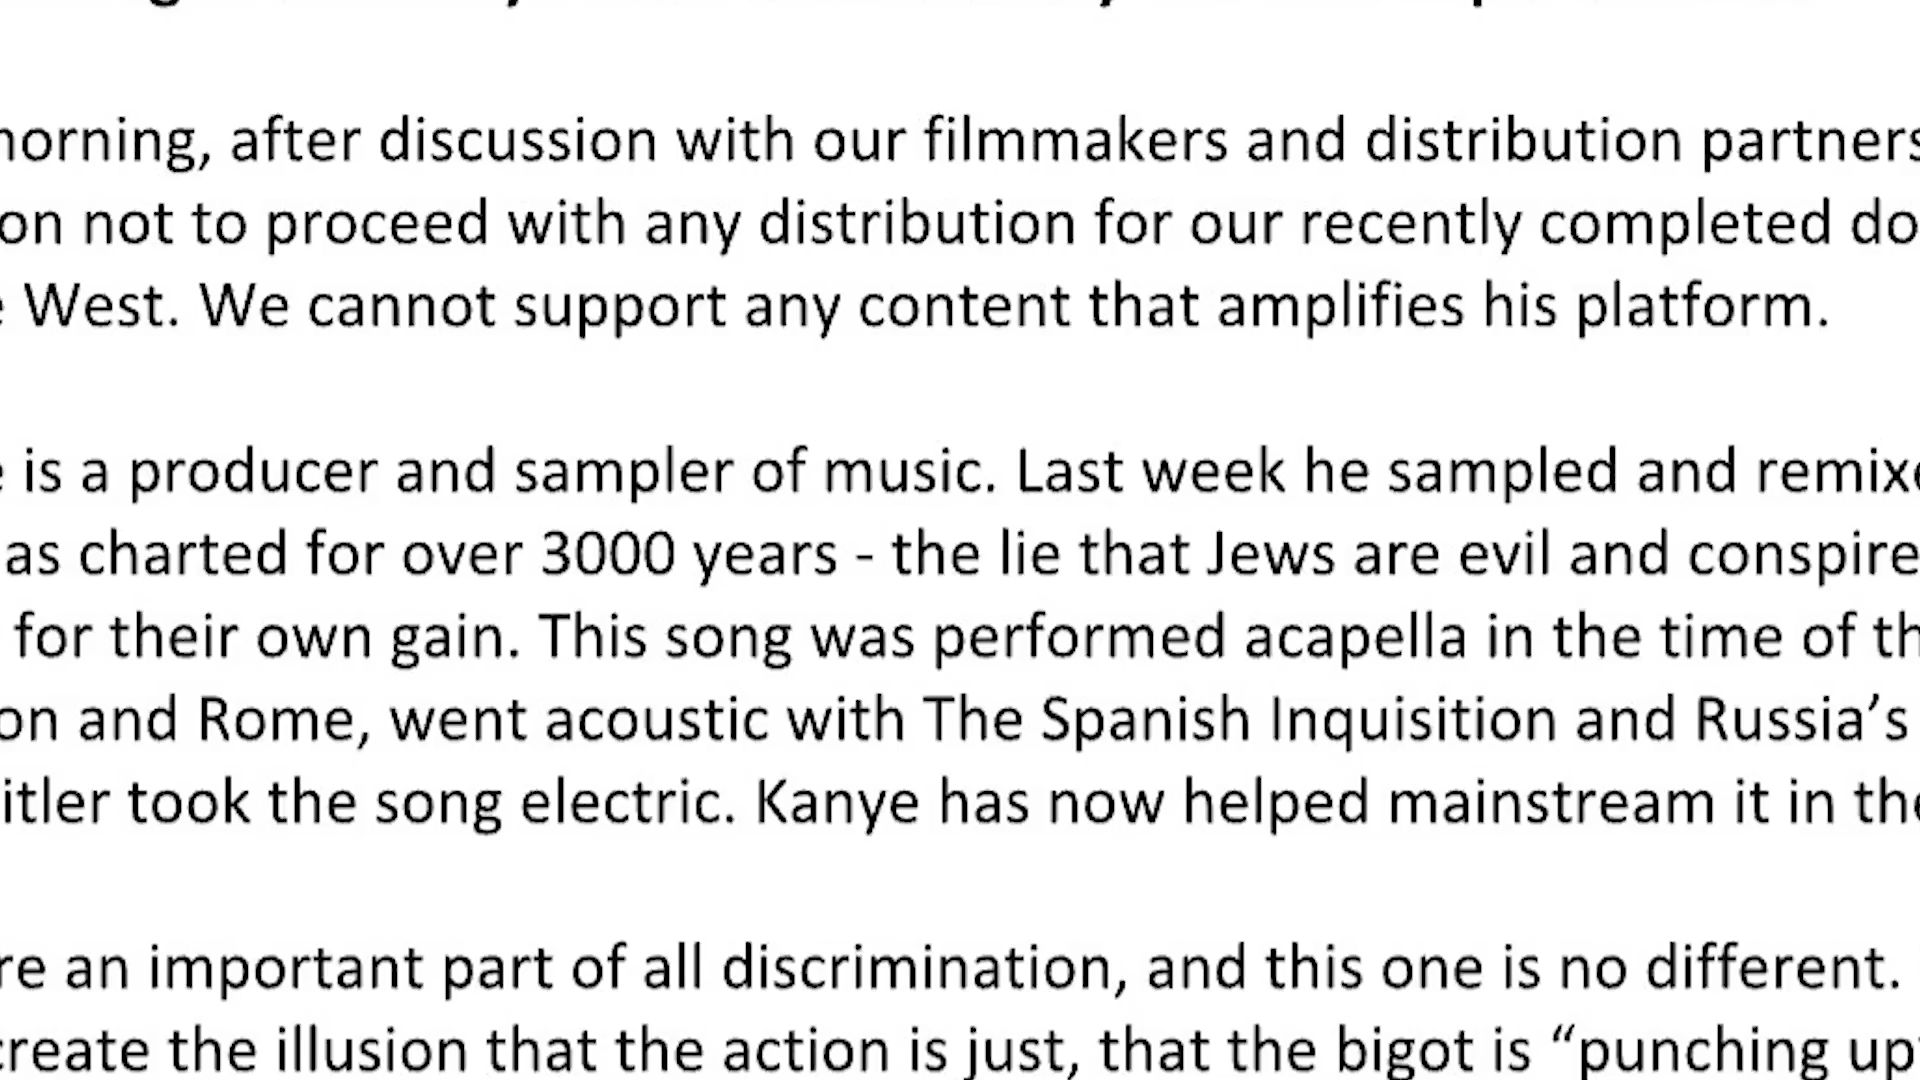 morning, after discussion with our filmmakers and distribution partners
on not to proceed with any distribution for our recently completed do
West. We cannot support any content that amplifies his platform.
is a producer and sampler of music. Last week he sampled and remixe
as charted for over 3000 years - the lie that Jews are evil and conspire
for their own gain. This song was performed acapella in the time of th
on and Rome, went acoustic with The Spanish Inquisition and Russia’s
itler took the song electric. Kanye has now helped mainstream it in the
re an important part of all discrimination, and this one is no different.
create the illusion that the action is just, that the bigot is “punching up”